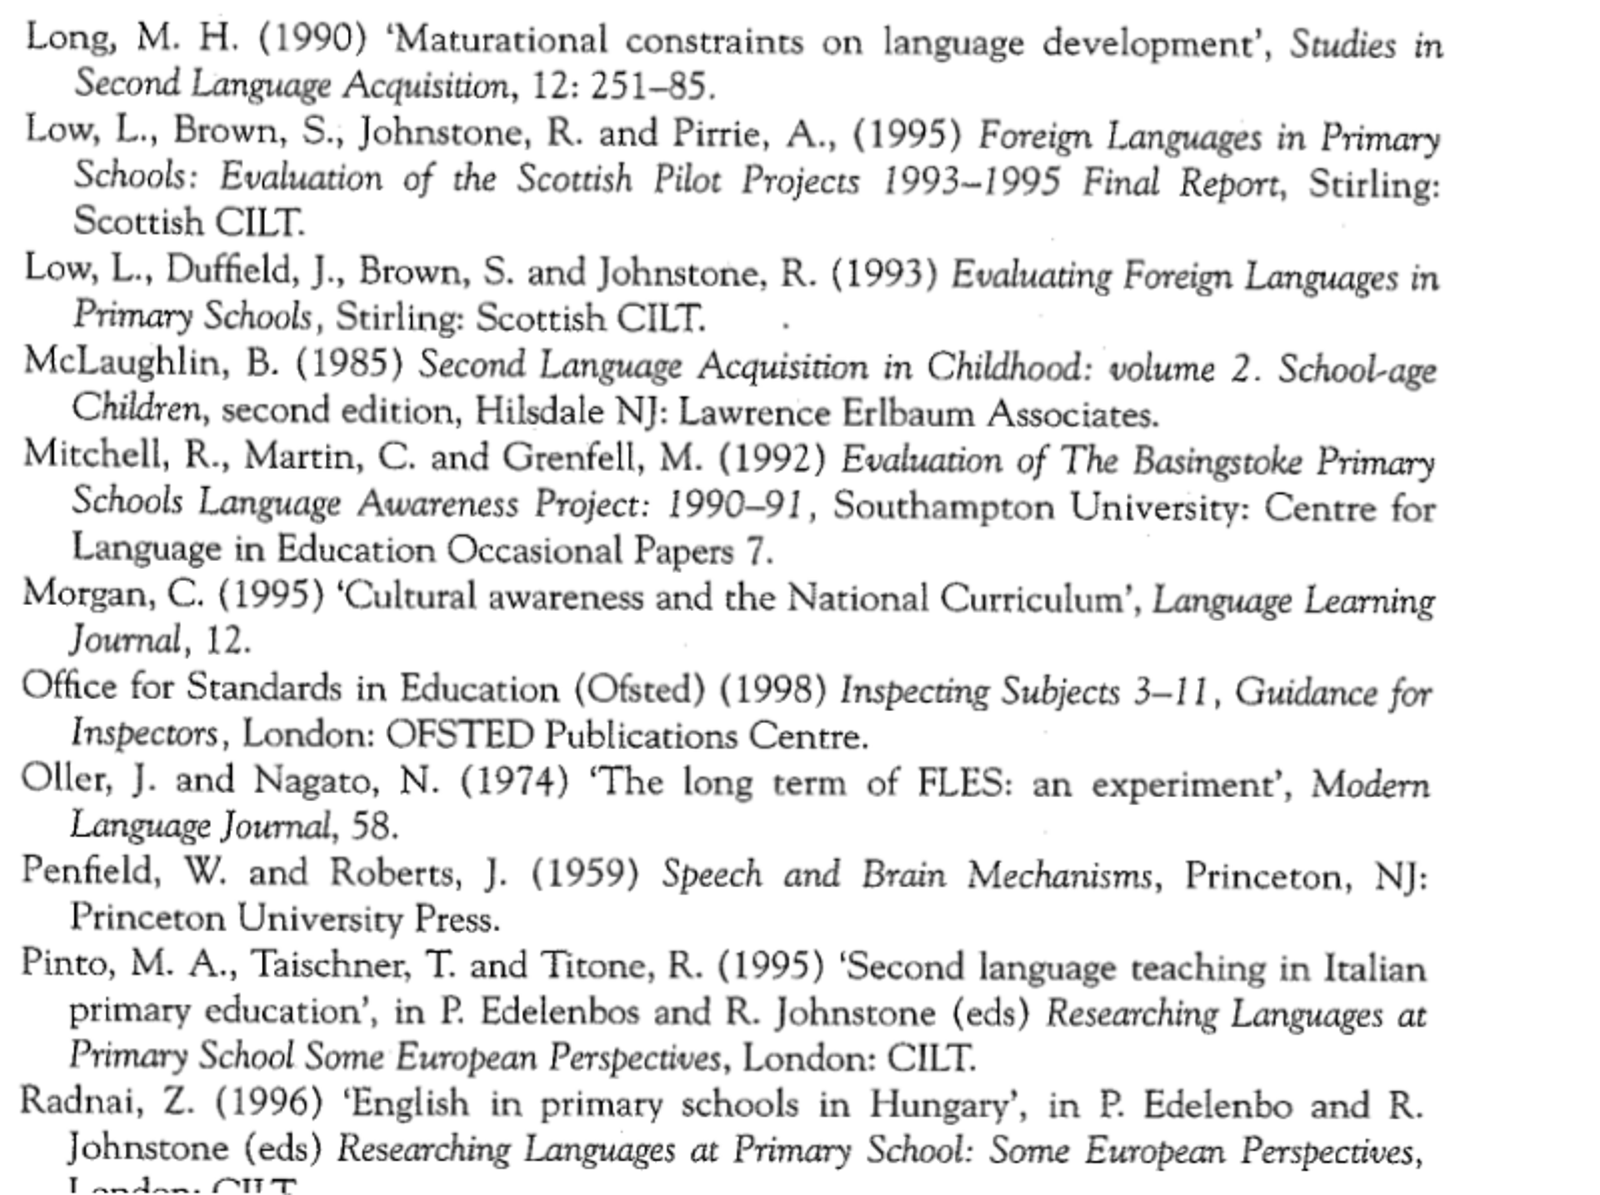 Long, M. H. (1990) ‘Maturational constraints on language development’, Studies in
Second Language Acquisition, 12: 251–85.
Low, L., Brown, S., Johnstone, R. and Pirrie, A., (1995) Foreign Languages in Primary
Schools: Evaluation of the Scottish Pilot Projects 1993–1995 Final Report, Stirling:
Scottish CILT.
Low, L., Duffield, J., Brown, S. and Johnstone, R. (1993) Evaluating Foreign Languages in
Primary Schools, Stirling: Scottish CILT.
McLaughlin, B. (1985) Second Language Acquisition in Childhood: volume 2. School-age
Children, second edition, Hilsdale NJ: Lawrence Erlbaum Associates.
Mitchell, R., Martin, C. and Grenfell, M. (1992) Evaluation of The Basingstoke Primary
Schools Language Awareness Project: 1990–91, Southampton University: Centre for
Language in Education Occasional Papers 7.
Morgan, C. (1995) ‘Cultural awareness and the National Curriculum’, Language Learning
Journal, 12.
Office for Standards in Education (Ofsted) (1998) Inspecting Subjects 3–11, Guidance for
Inspectors, London: OFSTED Publications Centre.
Oller, J. and Nagato, N. (1974) ‘The long term of FLES: an experiment’, Modern
Language Journal, 58.
Penfield, W. and Roberts, J. (1959) Speech and Brain Mechanisms, Princeton, NJ:
Princeton University Press.
Pinto, M. A., Taischner, T. and Titone, R. (1995) ‘Second language teaching in Italian
primary education’, in P. Edelenbos and R. Johnstone (eds) Researching Languages at
Primary School Some European Perspectives, London: CILT.
Radnai, Z. (1996) ‘English in primary schools in Hungary’, in P. Edelenbo and R.
Johnstone (eds) Researching Languages at Primary School: Some European Perspectives,
London: CILT